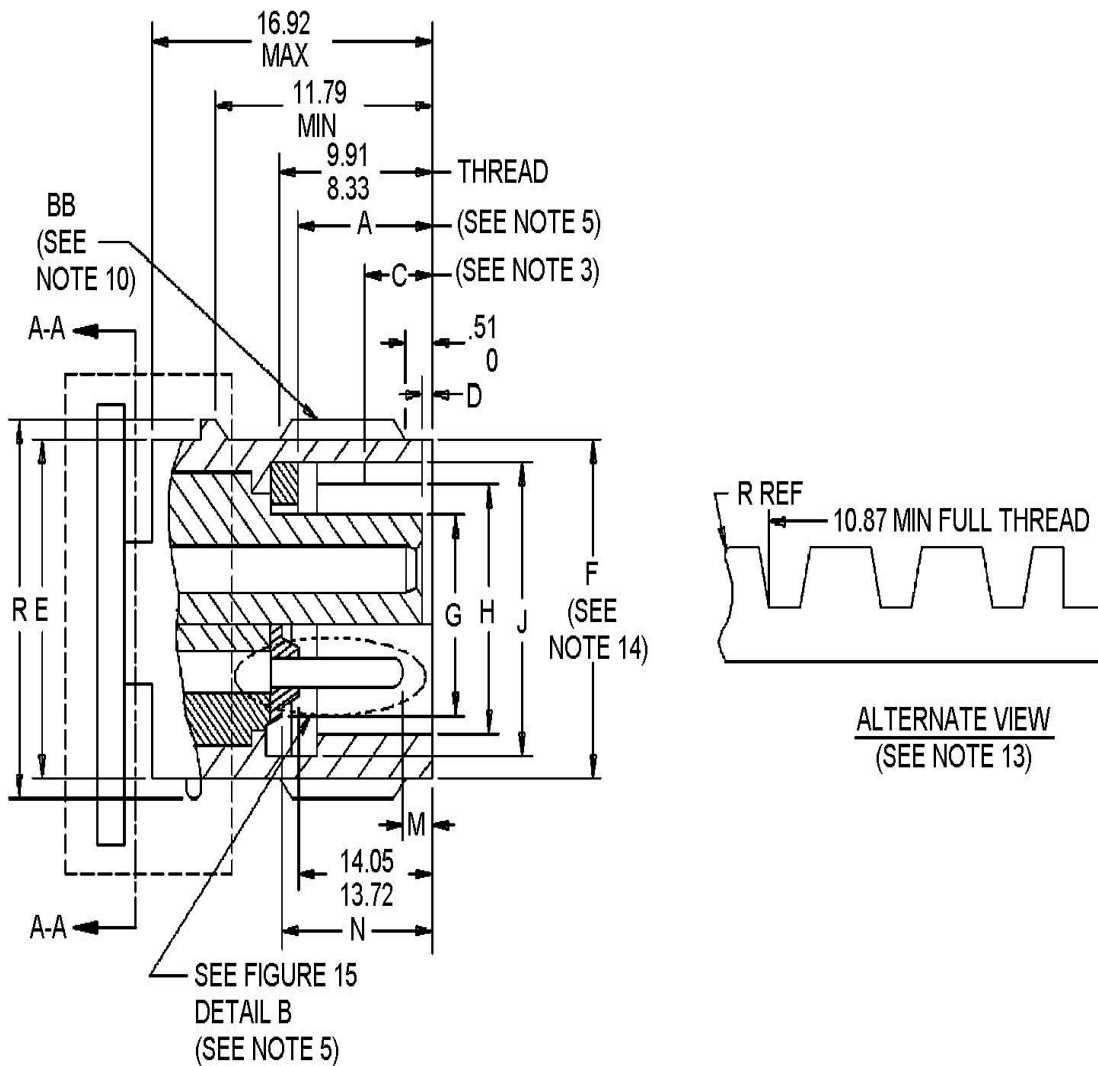 16.92
MAX
11.79
MIN
9.91
8.33
THREAD
A
(SEE NOTE 5)
C
(SEE NOTE 3)
.51
0
D
BB
(SEE
NOTE 10)
A-A
R
E
G
H
J
F
(SEE
NOTE 14)
M
14.05
13.72
N
A-A
SEE FIGURE 15
DETAIL B
(SEE NOTE 5)
R REF
10.87 MIN FULL THREAD
ALTERNATE VIEW
(SEE NOTE 13)